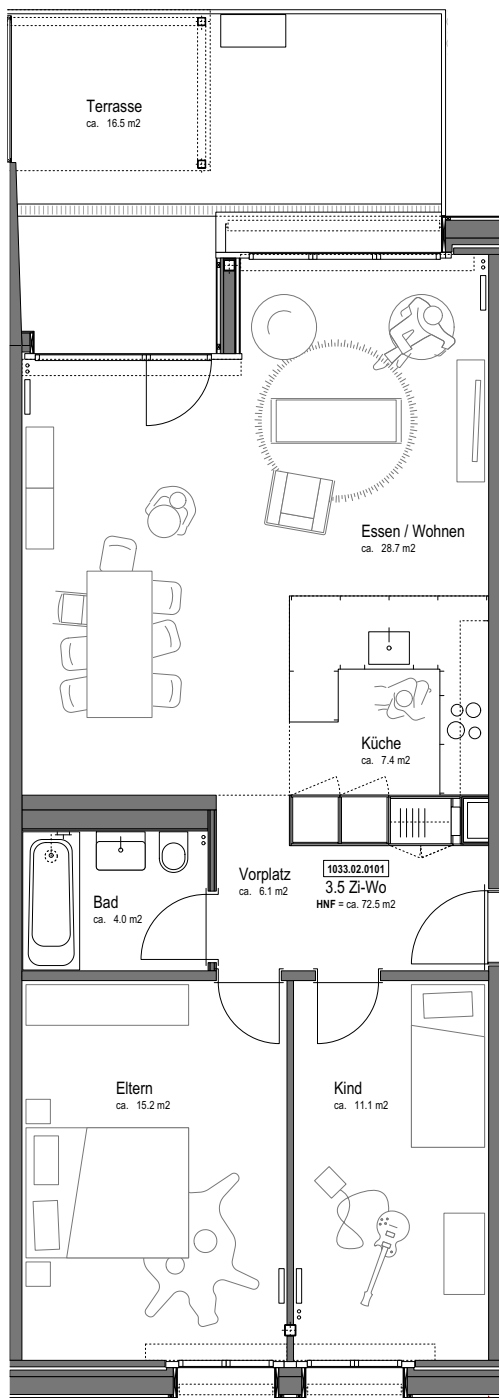 Terrasse
ca. 16.5 m2
Essen / Wohnen
ca. 28.7 m2
Küche
ca. 7.4 m2
Vorplatz
ca. 6.1 m2
1033.02.0101
3.5 Zi-Wo
HNF = ca. 72.5 m2
Bad
ca. 4.0 m2
Eltern
ca. 15.2 m2
Kind
ca. 11.1 m2